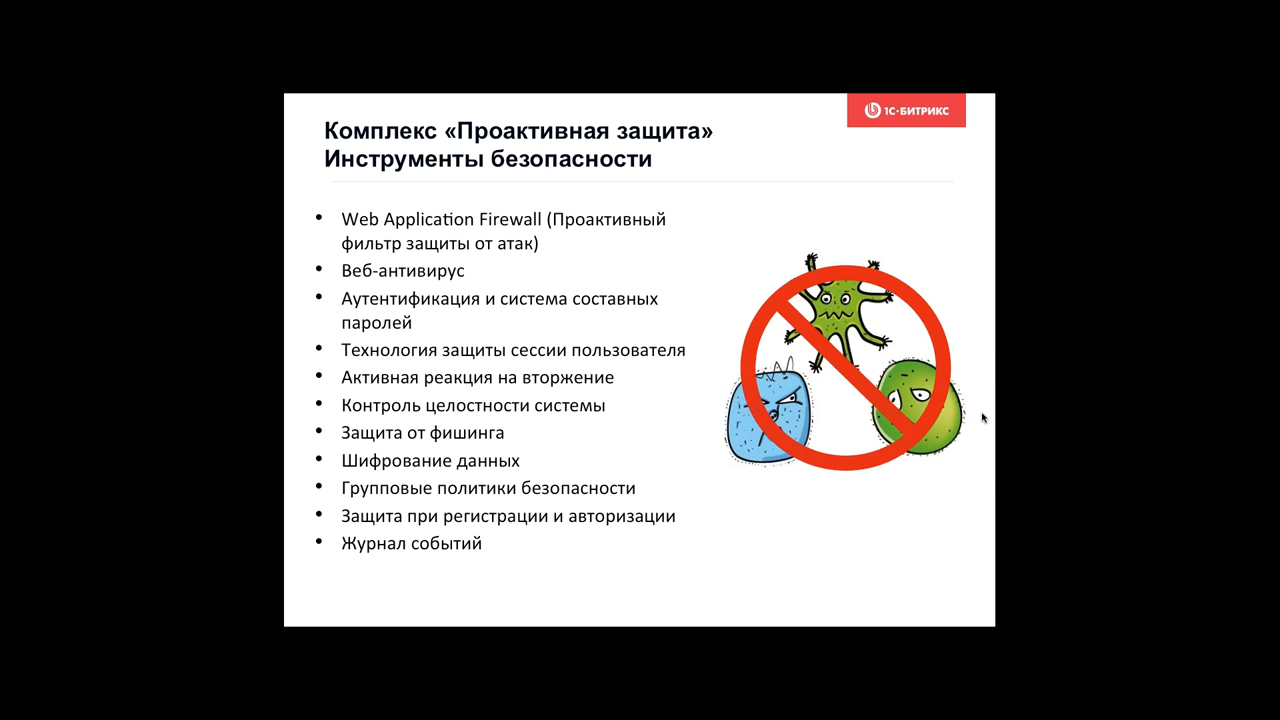 1С-БИТРИКС
Комплекс «Проактивная защита»
Инструменты безопасности
• Web Application Firewall (Проактивный
фильтр защиты от атак)
• Веб-антивирус
• Аутентификация и система составных
паролей
• Технология защиты сессии пользователя
• Активная реакция на вторжение
• Контроль целостности системы
• Защита от фишинга
• Шифрование данных
• Групповые политики безопасности
• Защита при регистрации и авторизации
• Журнал событий